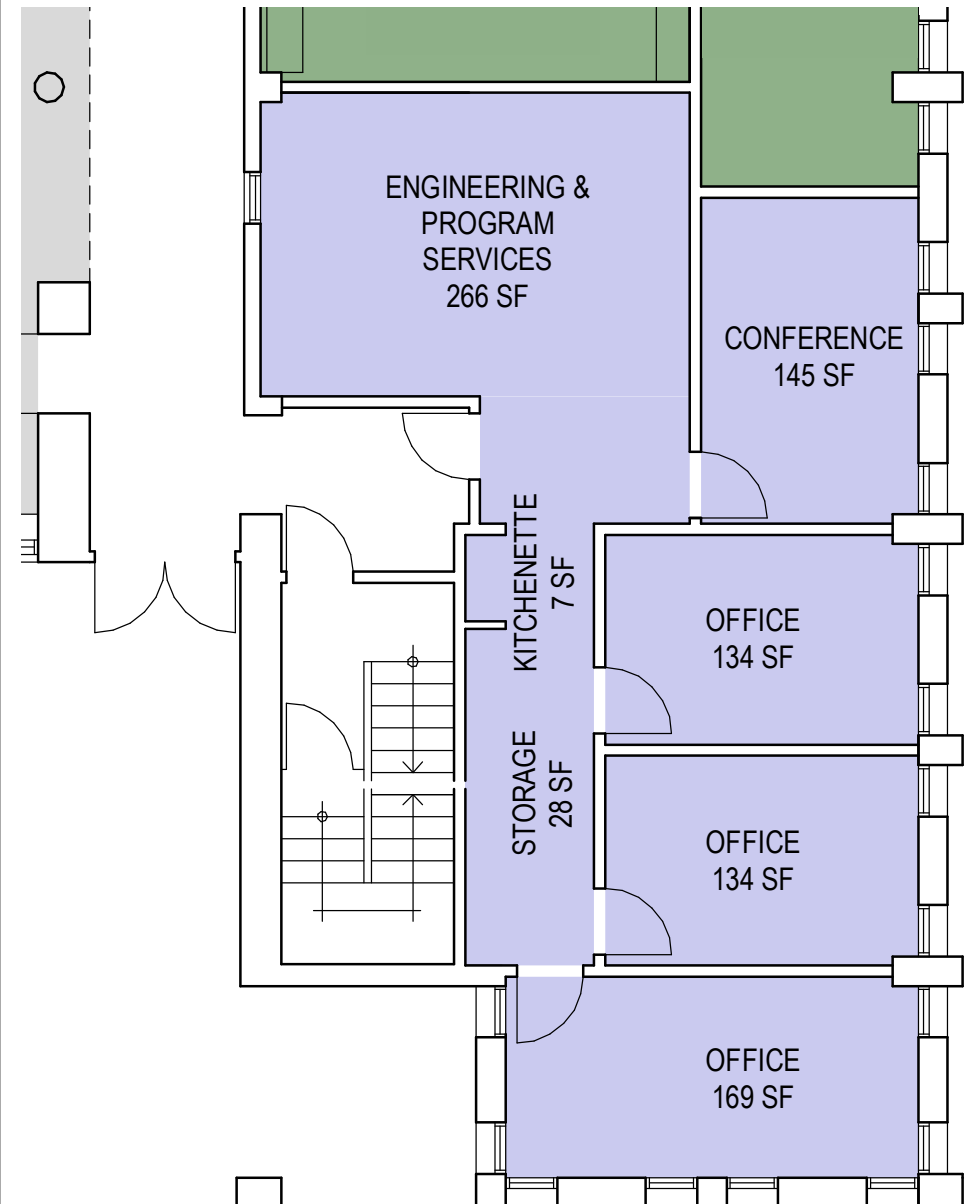 ENGINEERING &
PROGRAM
SERVICES
266 SF
CONFERENCE
145 SF
KITCHENETTE
7 SF
OFFICE
134 SF
STORAGE
28 SF
OFFICE
134 SF
OFFICE
169 SF